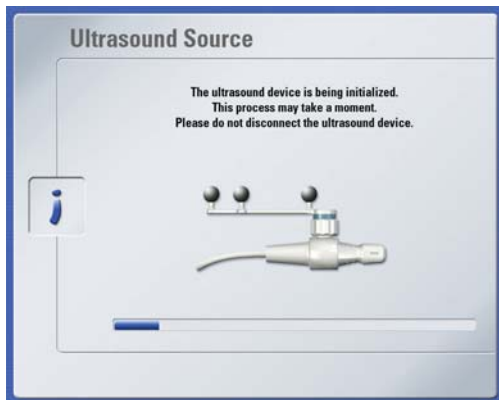 Ultrasound Source
The ultrasound device is being initialized.
This process may take a moment.
Please do not disconnect the ultrasound device.
i